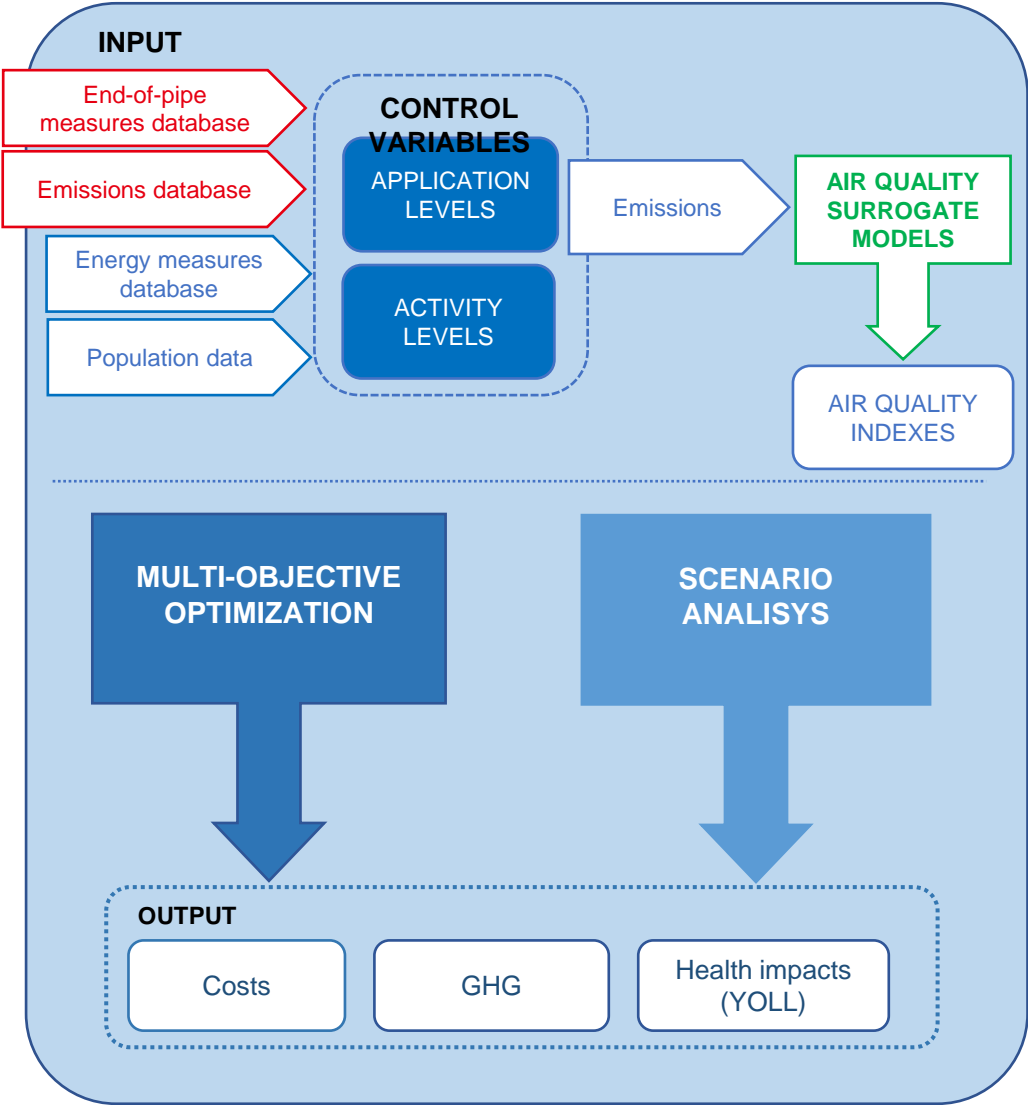 INPUT
End-of-pipe
measures database
Emissions database
Energy measures
database
Population data
CONTROL
VARIABLES
APPLICATION
LEVELS
ACTIVITY
LEVELS
Emissions
AIR QUALITY
SURROGATE
MODELS
AIR QUALITY
INDEXES
MULTI-OBJECTIVE
OPTIMIZATION
SCENARIO
ANALISYS
OUTPUT
Costs
GHG
Health impacts
(YOLL)